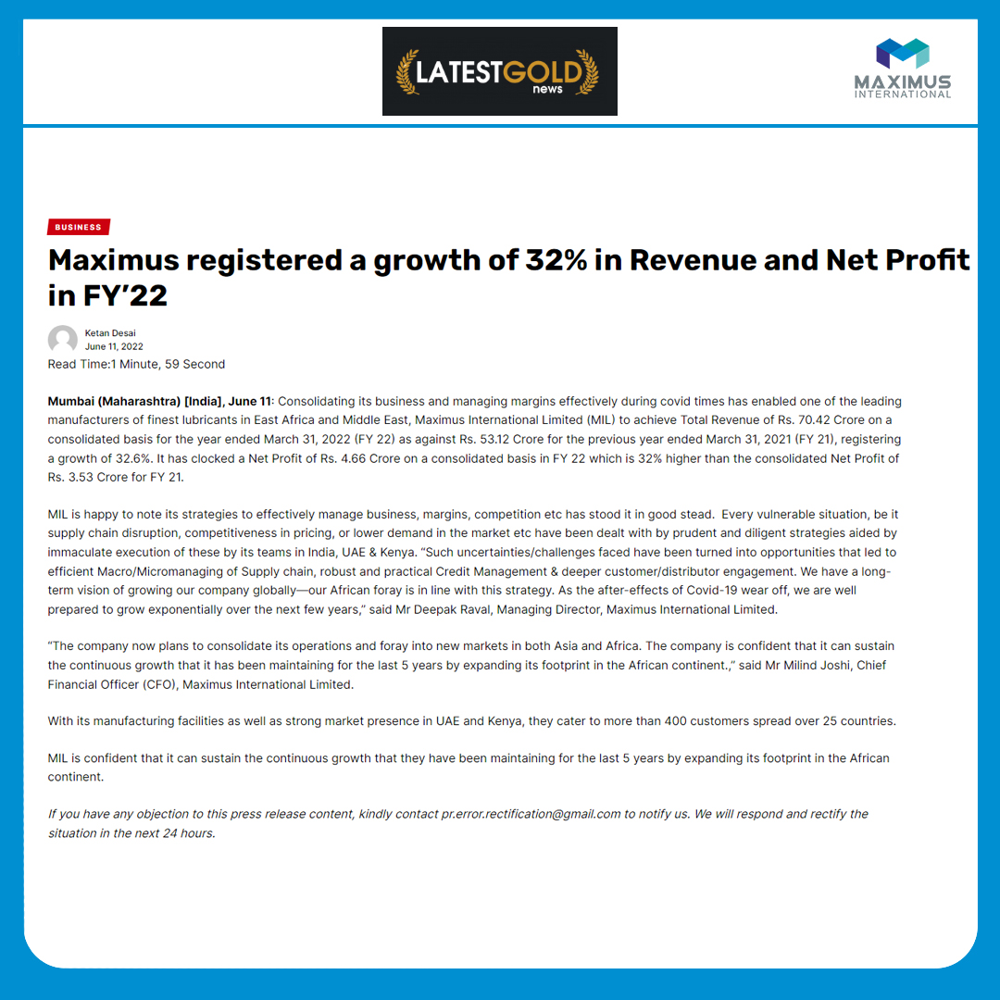 LATESTGOLD
news
MAXIMUS
INTERNATIONAL
BUSINESS
Maximus registered a growth of 32% in Revenue and Net Profit
in FY’22
Ketan Desai
June 11, 2022
Read Time:1 Minute, 59 Second
Mumbai (Maharashtra) [India], June 11: Consolidating its business and managing margins effectively during covid times has enabled one of the leading
manufacturers of finest lubricants in East Africa and Middle East, Maximus International Limited (MIL) to achieve Total Revenue of Rs. 70.42 Crore on a
consolidated basis for the year ended March 31, 2022 (FY 22) as against Rs. 53.12 Crore for the previous year ended March 31, 2021 (FY 21), registering
a growth of 32.6%. It has clocked a Net Profit of Rs. 4.66 Crore on a consolidated basis in FY 22 which is 32% higher than the consolidated Net Profit of
Rs. 3.53 Crore for FY 21.
MIL is happy to note its strategies to effectively manage business, margins, competition etc has stood it in good stead.  Every vulnerable situation, be it
supply chain disruption, competitiveness in pricing, or lower demand in the market etc have been dealt with by prudent and diligent strategies aided by
immaculate execution of these by its teams in India, UAE & Kenya. “Such uncertainties/challenges faced have been turned into opportunities that led to
efficient Macro/Micromanaging of Supply chain, robust and practical Credit Management & deeper customer/distributor engagement. We have a long-
term vision of growing our company globally—our African foray is in line with this strategy. As the after-effects of Covid-19 wear off, we are well
prepared to grow exponentially over the next few years,” said Mr Deepak Raval, Managing Director, Maximus International Limited.
“The company now plans to consolidate its operations and foray into new markets in both Asia and Africa. The company is confident that it can sustain
the continuous growth that it has been maintaining for the last 5 years by expanding its footprint in the African continent.,” said Mr Milind Joshi, Chief
Financial Officer (CFO), Maximus International Limited.
With its manufacturing facilities as well as strong market presence in UAE and Kenya, they cater to more than 400 customers spread over 25 countries.
MIL is confident that it can sustain the continuous growth that they have been maintaining for the last 5 years by expanding its footprint in the African
continent.
If you have any objection to this press release content, kindly contact pr.error.rectification@gmail.com to notify us. We will respond and rectify the
situation in the next 24 hours.